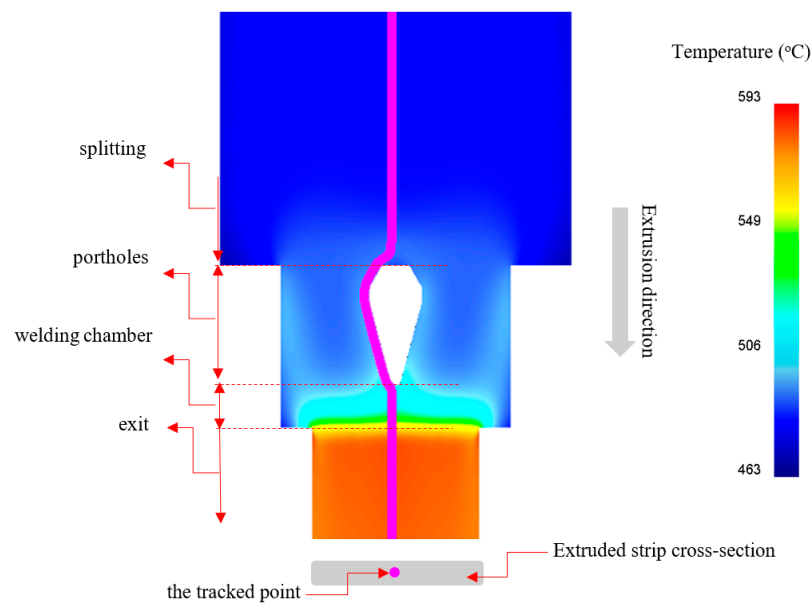 Temperature (°C)
593
splitting
549
Extrusion direction
portholes
welding chamber
506
exit
463
Extruded strip cross-section
the tracked point